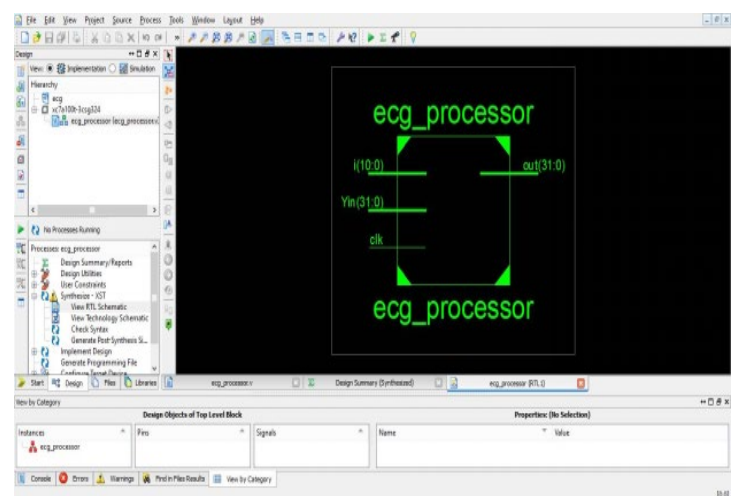 File Edit View Project Source Process Tools Window Layout Help
Design
View: Implementation Simulation
Hierarchy
ecg
xc7a100t-3csg324
ecg_processor (ecg_processor.v
No Processes Running
Processes: ecg_processor
Design Summary/Reports
Design Utilities
User Constraints
Synthesize - XST
View RTL Schematic
View Technology Schematic
Check Syntax
Generate Post-Synthesis Si...
Implement Design
Generate Programming File
Configure Target Device
Start Design Files Libraries
ecg_processor
i(10:0)
out(31:0)
Yin(31:0)
clk
ecg_processor
ecg_processor.v
Design Summary (Synthesized)
ecg_processor (RTL1)
View by Category
Design Objects of Top Level Block
Properties: (No Selection)
Instances Pins Signals Name Value
ecg_processor
Console Errors Warnings Find in Files Results View by Category